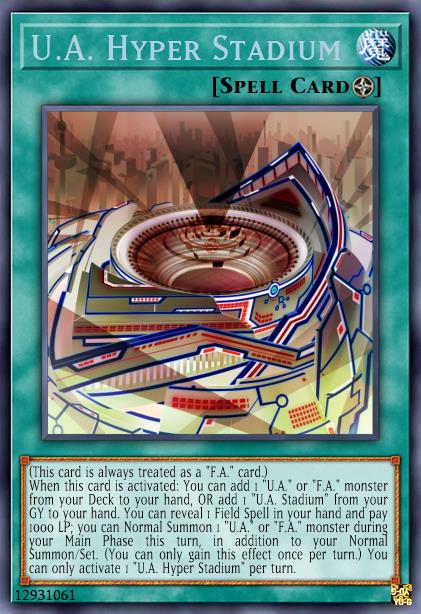 U.A. Hyper Stadium 魔
[Spell Card]
(This card is always treated as a "F.A." card.)
When this card is activated: You can add 1 "U.A." or "F.A." monster
from your Deck to your hand, OR add 1 "U.A. Stadium" from your
GY to your hand. You can reveal 1 Field Spell in your hand and pay
1000 LP; you can Normal Summon 1 "U.A." or "F.A." monster during
your Main Phase this turn, in addition to your Normal
Summon/Set. (You can only gain this effect once per turn.) You
can only activate 1 "U.A. Hyper Stadium" per turn.
12931061